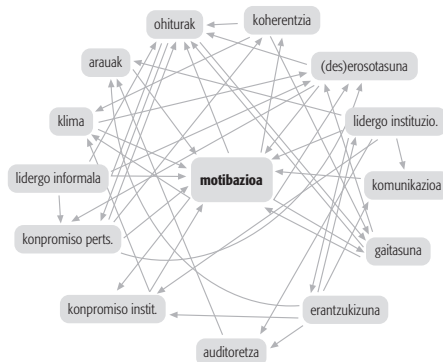 koherentzia
ohiturak
arauak
(des)erosotasuna
klima
lidergo instituzio.
lidergo informala
motibazioa
komunikazioa
konpromiso perts.
gaitasuna
konpromiso instit.
erantzukizuna
auditoretza